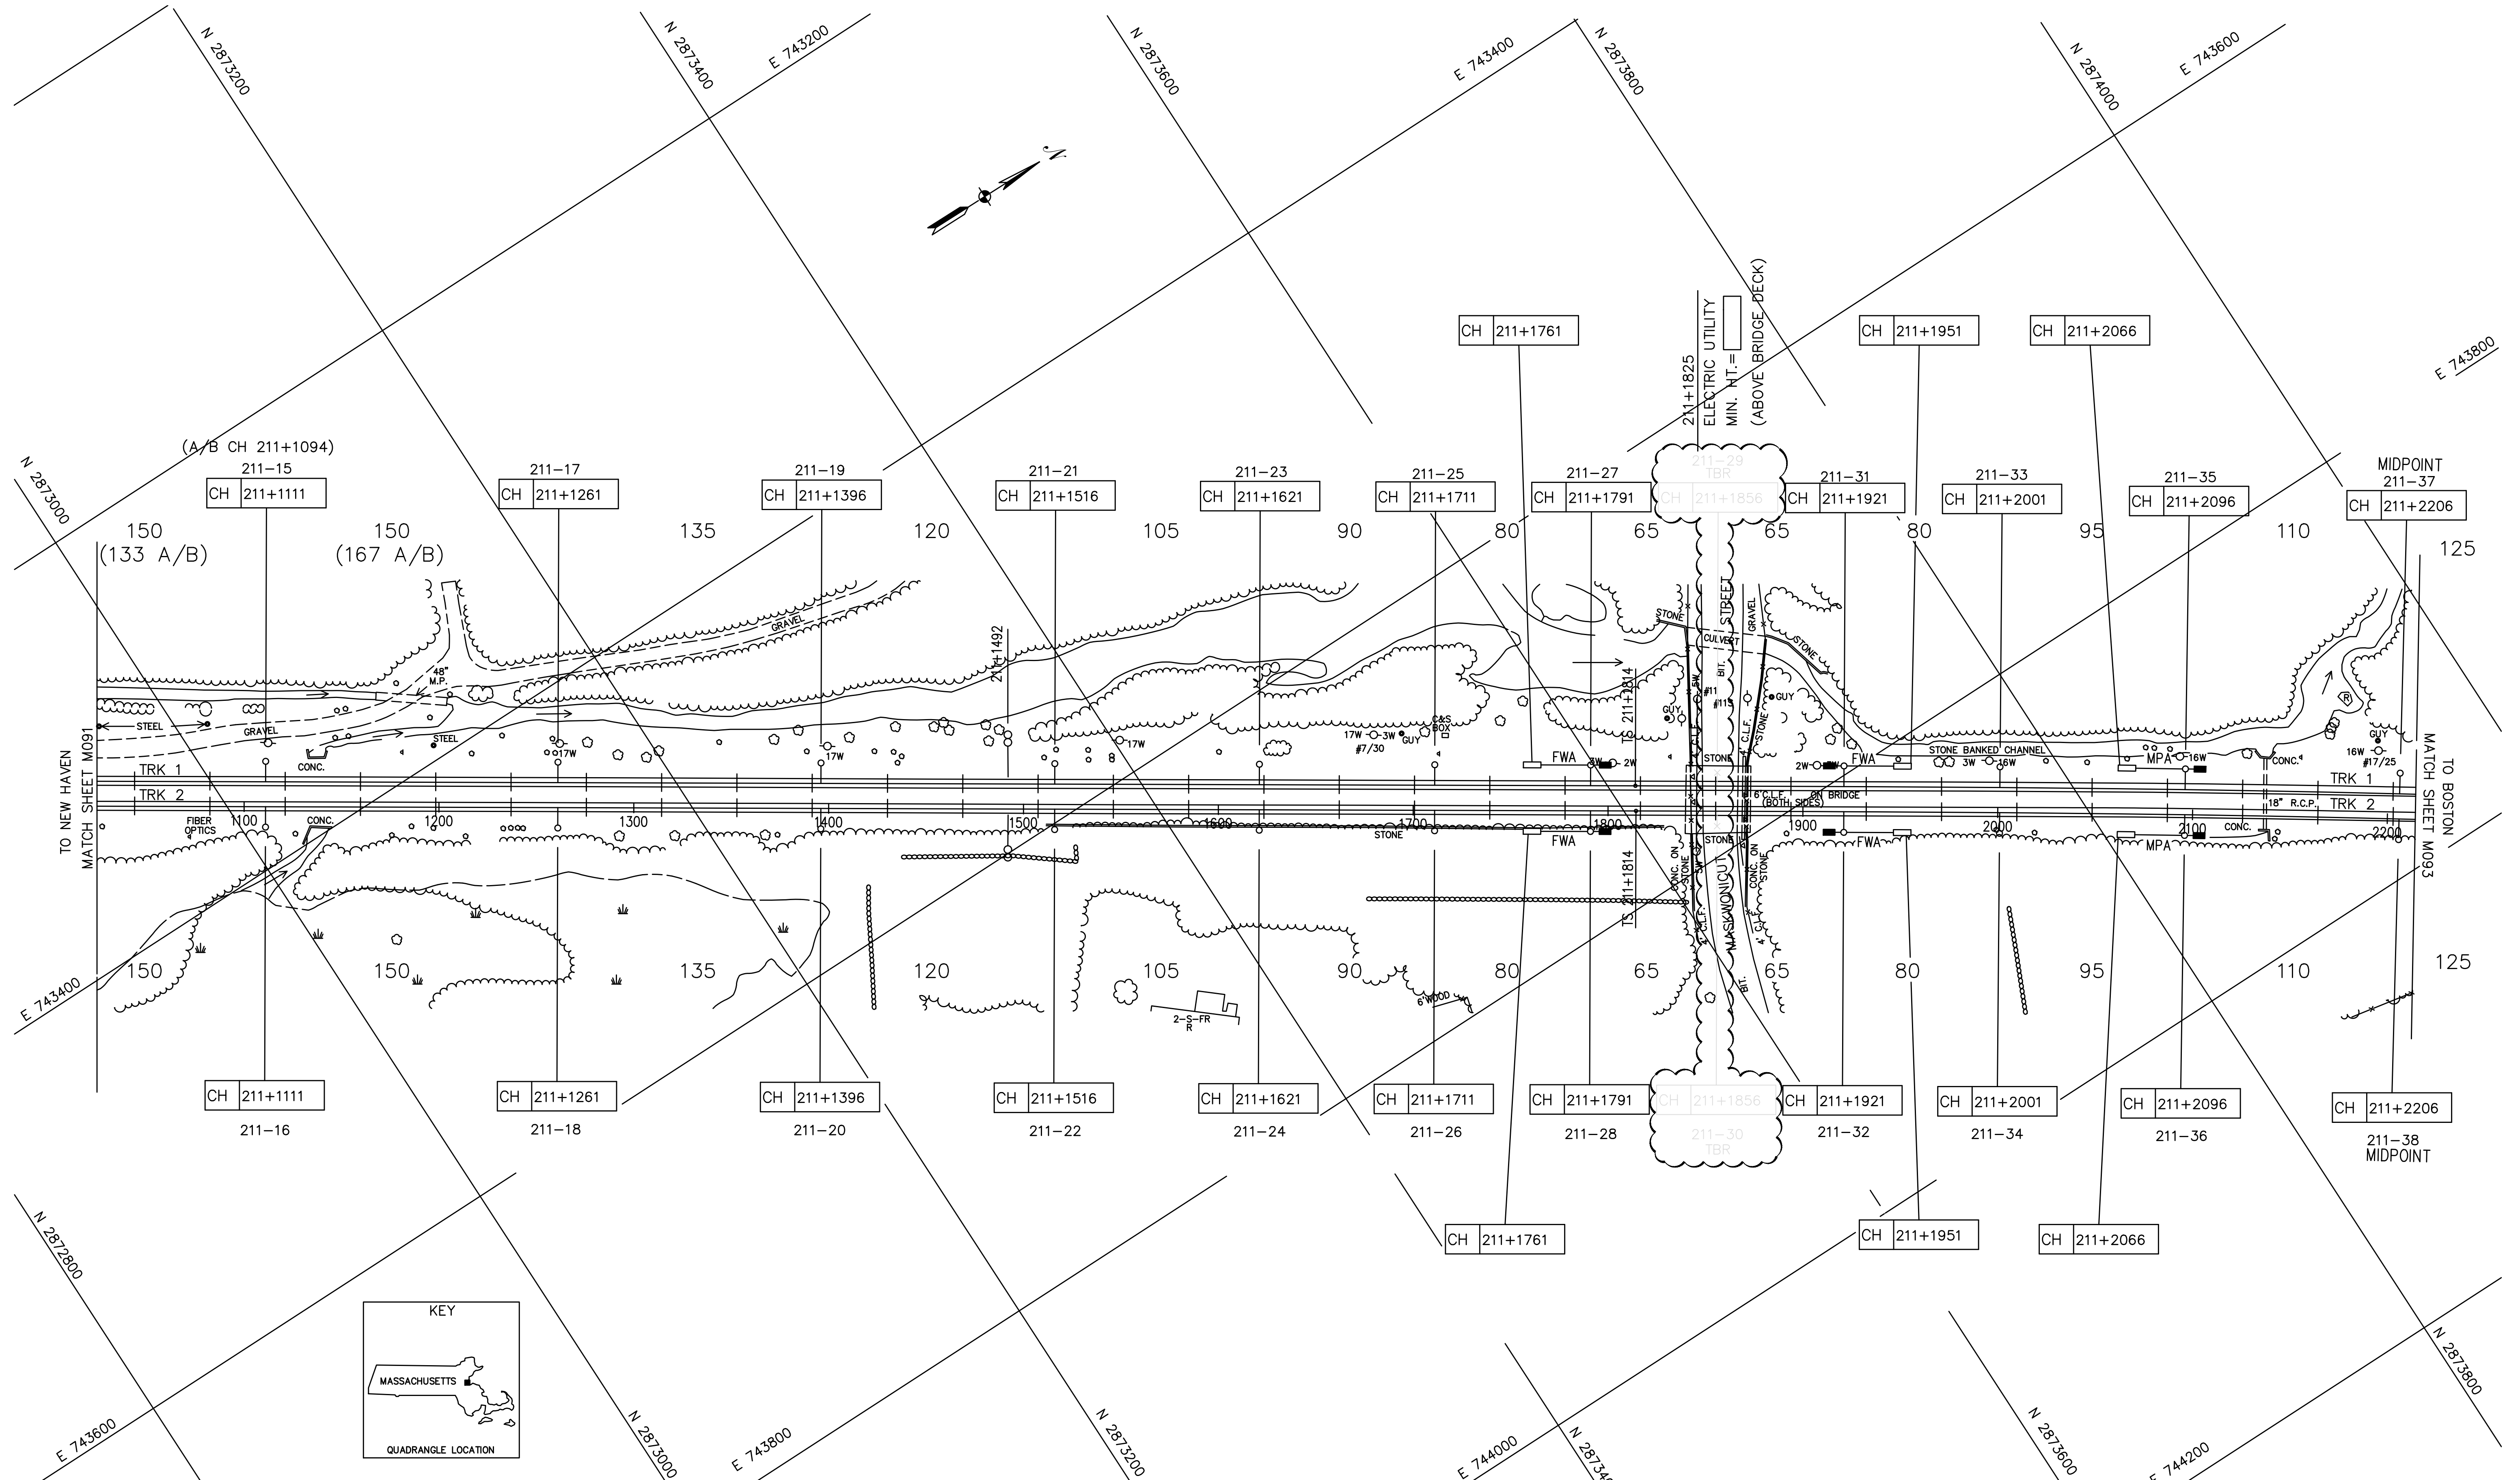 N 2873200
N 2873400
E 743200
N 2873600
E 743400
N 2873800
N 2874000
E 743600
E 743800
N 2873000
N
CH 211+1761
211+1825
ELECTRIC UTILITY
MIN. HT.=
(ABOVE BRIDGE DECK)
CH 211+1951
CH 211+2066
(A/B CH 211+1094)
211-15
CH 211+1111
211-17
CH 211+1261
211-19
CH 211+1396
211-21
CH 211+1516
211-23
CH 211+1621
211-25
CH 211+1711
211-27
CH 211+1791
211-29
TBR
CH 211+1856
211-31
CH 211+1921
211-33
CH 211+2001
211-35
CH 211+2096
MIDPOINT
211-37
CH 211+2206
150
(133 A/B)
150
(167 A/B)
135
120
105
90
80
65
65
80
95
110
125
GRAVEL
211+1492
STONE
CULVERT
STREET
BIT.
GRAVEL
STONE
48"
M.P.
STEEL
GRAVEL
STEEL
CONC.
17W
17W
17W
17W
3W
GUY
#7/30
C&S
BOX
TS 211+1814
GUY
5W
#11
#11S
GUY
4' C.L.F.
4' C.L.F.
STONE
FWA
3W
2W
STONE
2W
3W
FWA
STONE BANKED CHANNEL
3W
16W
MPA
16W
CONC.
GUY
16W
#17/25
TO NEW HAVEN
MATCH SHEET M091
TRK 1
TRK 2
6'C.L.F. ON BRIDGE
(BOTH SIDES)
TRK 1
TRK 2
18" R.C.P.
MATCH SHEET M093
TO BOSTON
FIBER
OPTICS
1100
CONC.
1200
1300
1400
1500
1600
1700
1800
1900
2000
2100
2200
STONE
FWA
STONE
FWA
MPA
CONC.
TS 211+1814
CONC. ON
STONE
5W
MASKWONICUT
CONC. ON
STONE
4' C.L.F.
4' C.L.F.
BIT.
150
150
135
120
105
90
80
65
65
80
95
110
125
E 743400
2-S-FR
R
6'WOOD
CH 211+1111
211-16
CH 211+1261
211-18
CH 211+1396
211-20
CH 211+1516
211-22
CH 211+1621
211-24
CH 211+1711
211-26
CH 211+1791
211-28
CH 211+1856
211-30
TBR
CH 211+1921
211-32
CH 211+2001
211-34
CH 211+2096
211-36
CH 211+2206
211-38
MIDPOINT
CH 211+1761
CH 211+1951
CH 211+2066
N 2872800
KEY
MASSACHUSETTS
QUADRANGLE LOCATION
E 743600
N 2873000
E 743800
N 2873200
E 744000
N 287340
N 2873600
E 744200
N 2873800